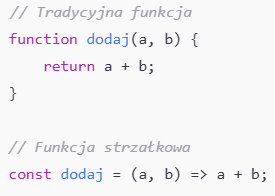 // Tradycyjna funkcja
function dodaj(a, b) {
    return a + b;
}

// Funkcja strzałkowa
const dodaj = (a, b) => a + b;